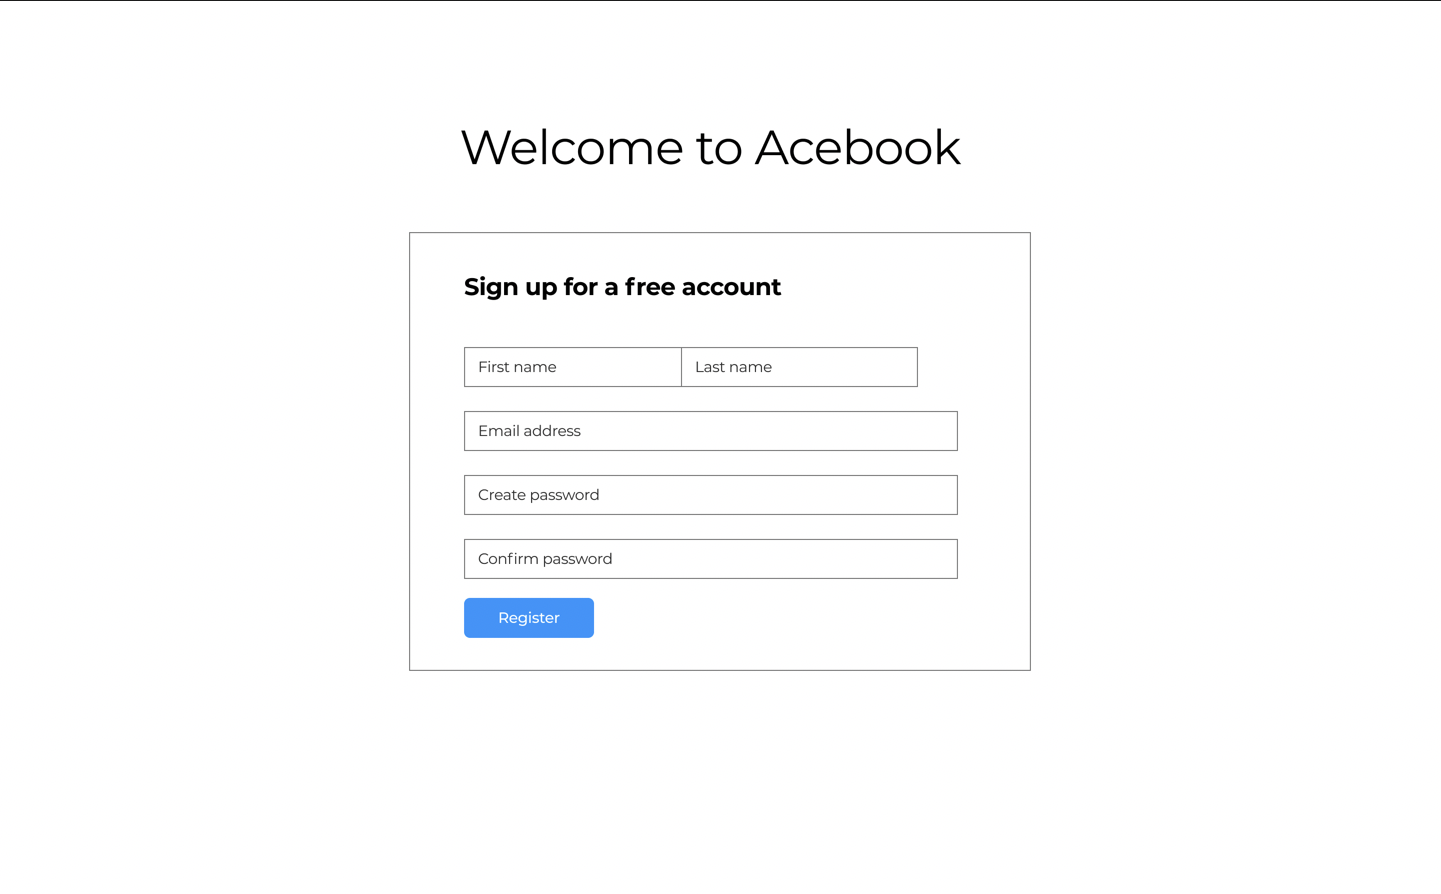 Welcome to Acebook
Sign up for a free account
First name Last name
Email address
Create password
Confirm password
Register